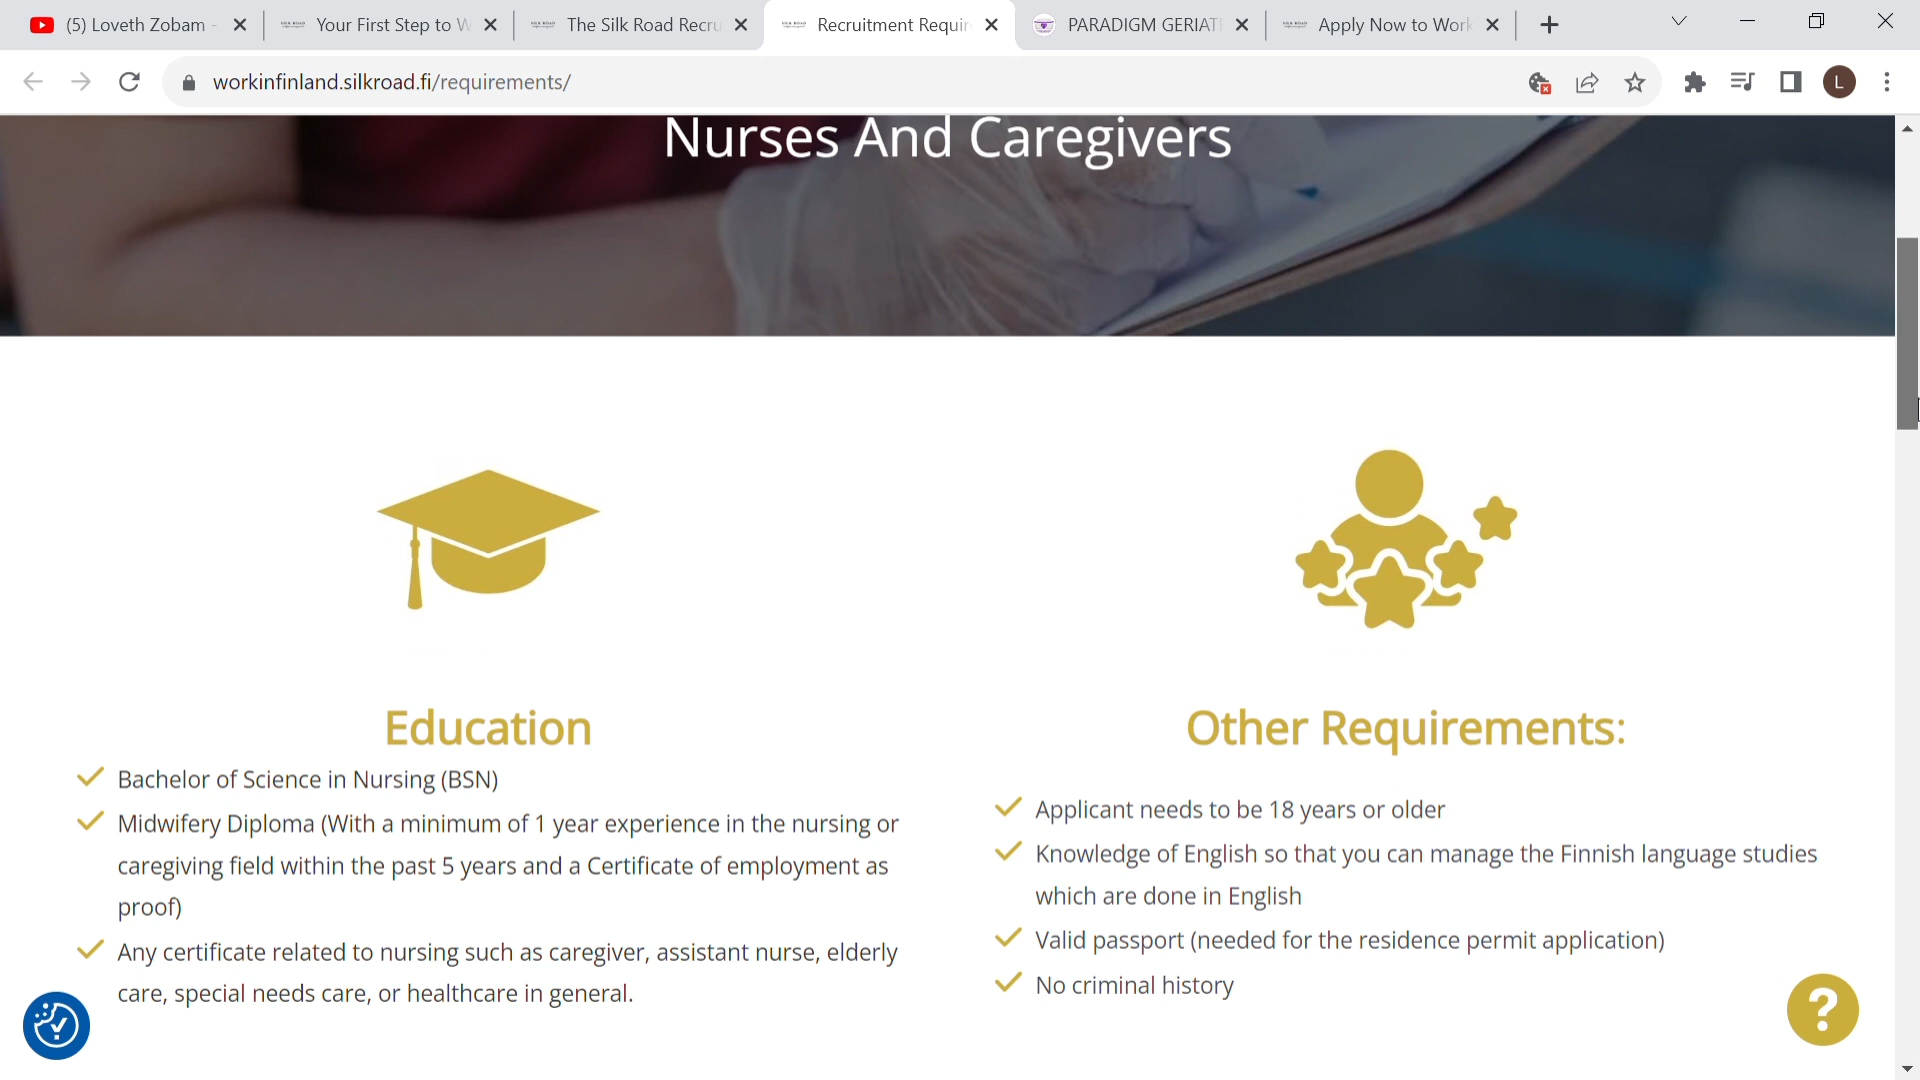 (5) Loveth Zobam -
Your First Step to W
The Silk Road Recru
Recruitment Requir
PARADIGM GERIAT
Apply Now to Work
workinfinland.silkroad.fi/requirements/
L
Nurses And Caregivers
Education
Bachelor of Science in Nursing (BSN)
Midwifery Diploma (With a minimum of 1 year experience in the nursing or
caregiving field within the past 5 years and a Certificate of employment as
proof)
Any certificate related to nursing such as caregiver, assistant nurse, elderly
care, special needs care, or healthcare in general.
Other Requirements:
Applicant needs to be 18 years or older
Knowledge of English so that you can manage the Finnish language studies
which are done in English
Valid passport (needed for the residence permit application)
No criminal history
?